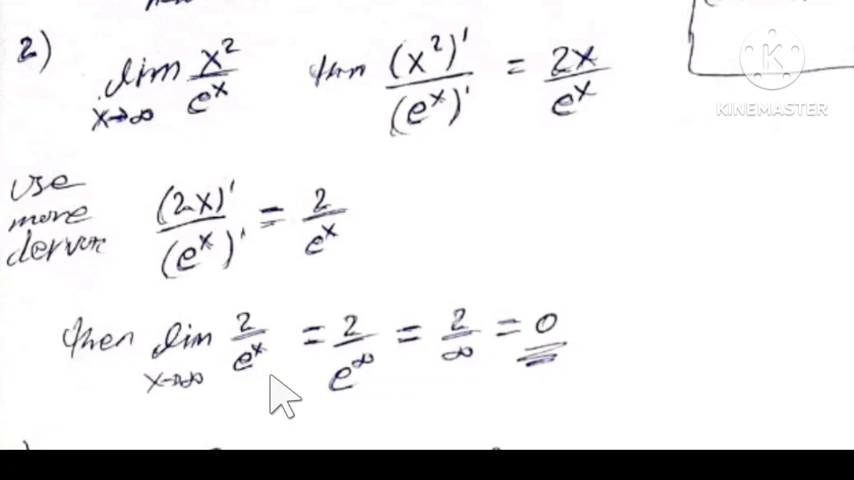 2) lim x→∞ x²/eˣ then (x²)'/(eˣ)' = 2x/eˣ
K
KINEMASTER
use more (2x)'/(eˣ)' = 2/eˣ
then lim x→∞ 2/eˣ = 2/e^∞ = 2/∞ = 0